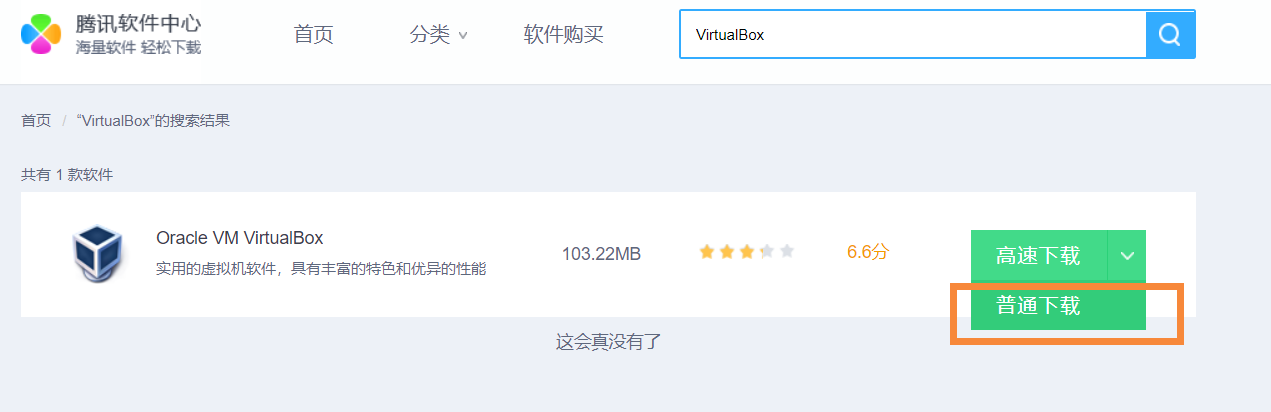 腾讯软件中心
海量软件 轻松下载
首页 分类 软件购买 VirtualBox
首页 / “VirtualBox”的搜索结果
共有 1 款软件
Oracle VM VirtualBox
实用的虚拟机软件，具有丰富的特色和优异的性能
103.22MB
6.6分
高速下载
普通下载
这会真没有了